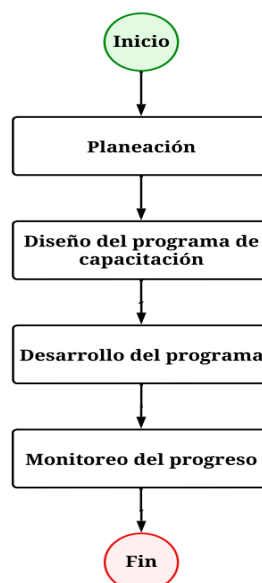 Inicio
Planeación
Diseño del programa de
capacitación
Desarrollo del programa
Monitoreo del progreso
Fin